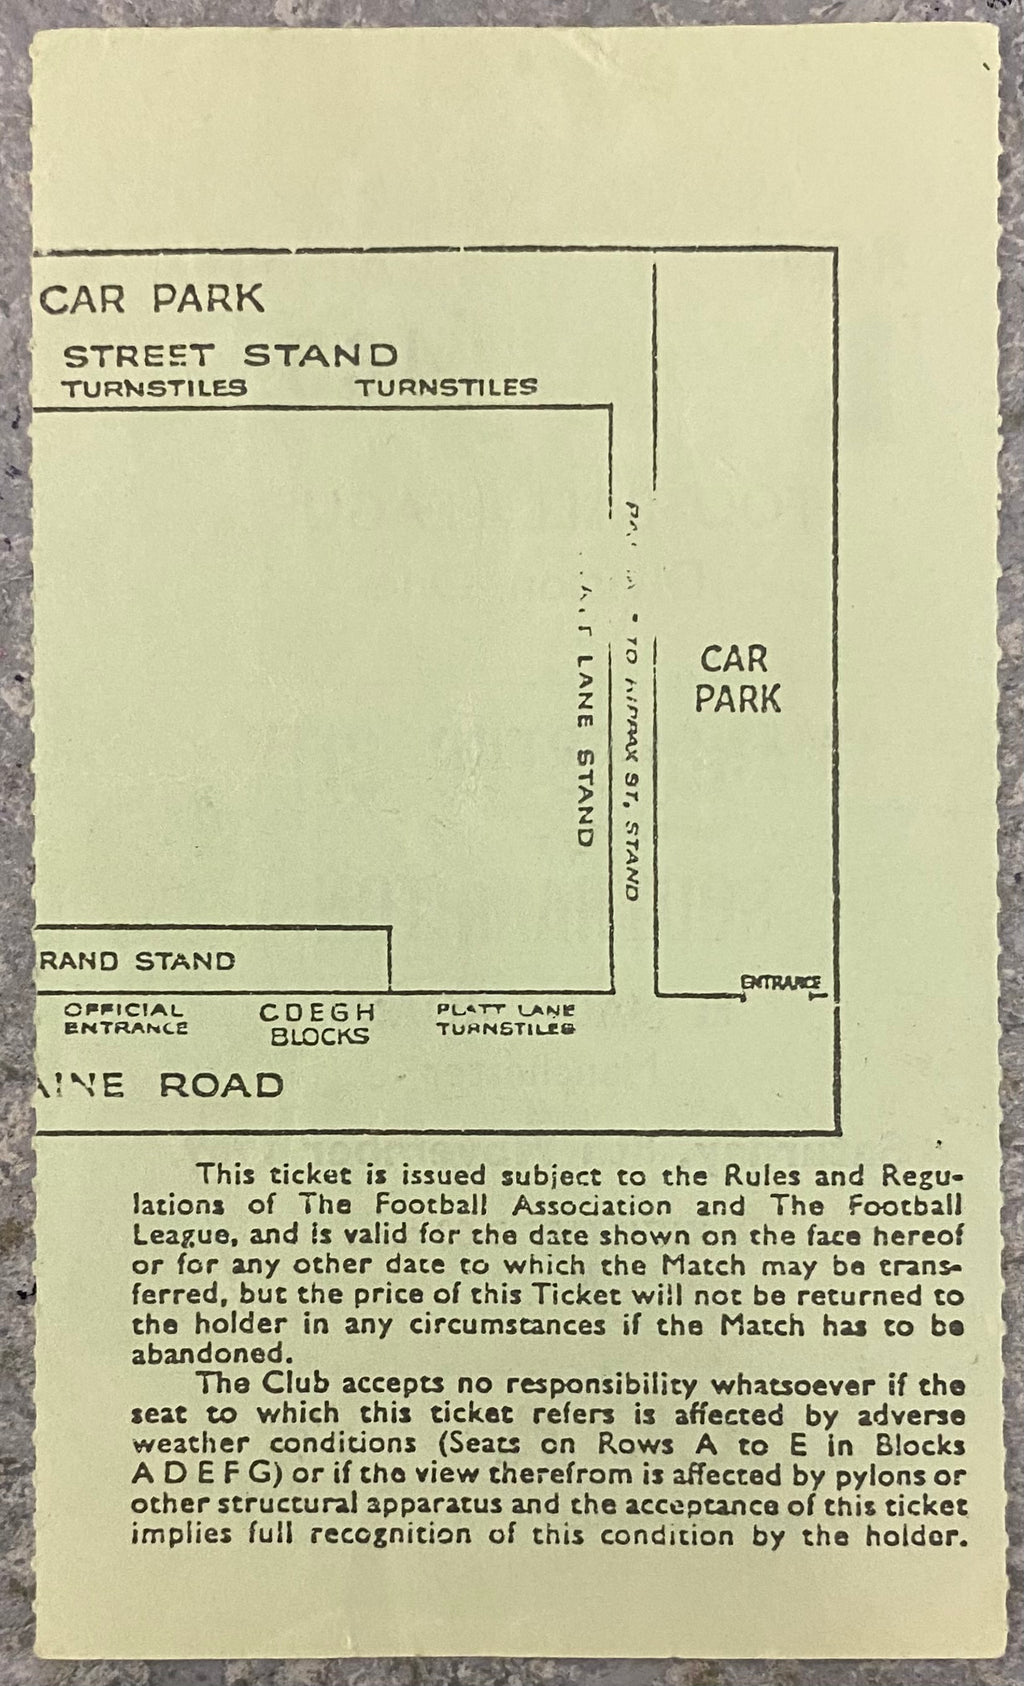 CAR PARK
STREET STAND
TURNSTILES TURNSTILES
LANE STAND
TO KIPPAX ST. STAND
CAR
PARK
RAND STAND
ENTRANCE
OFFICIAL
ENTRANCE
C D E G H
BLOCKS
PLATT LANE
TURNSTILES
AINE ROAD
This ticket is issued subject to the Rules and Regu-
lations of The Football Association and The Football
League, and is valid for the date shown on the face hereof
or for any other date to which the Match may be trans-
ferred, but the price of this Ticket will not be returned to
the holder in any circumstances if the Match has to be
abandoned.
The Club accepts no responsibility whatsoever if the
seat to which this ticket refers is affected by adverse
weather conditions (Seats on Rows A to E in Blocks
A D E F G) or if the view therefrom is affected by pylons or
other structural apparatus and the acceptance of this ticket
implies full recognition of this condition by the holder.